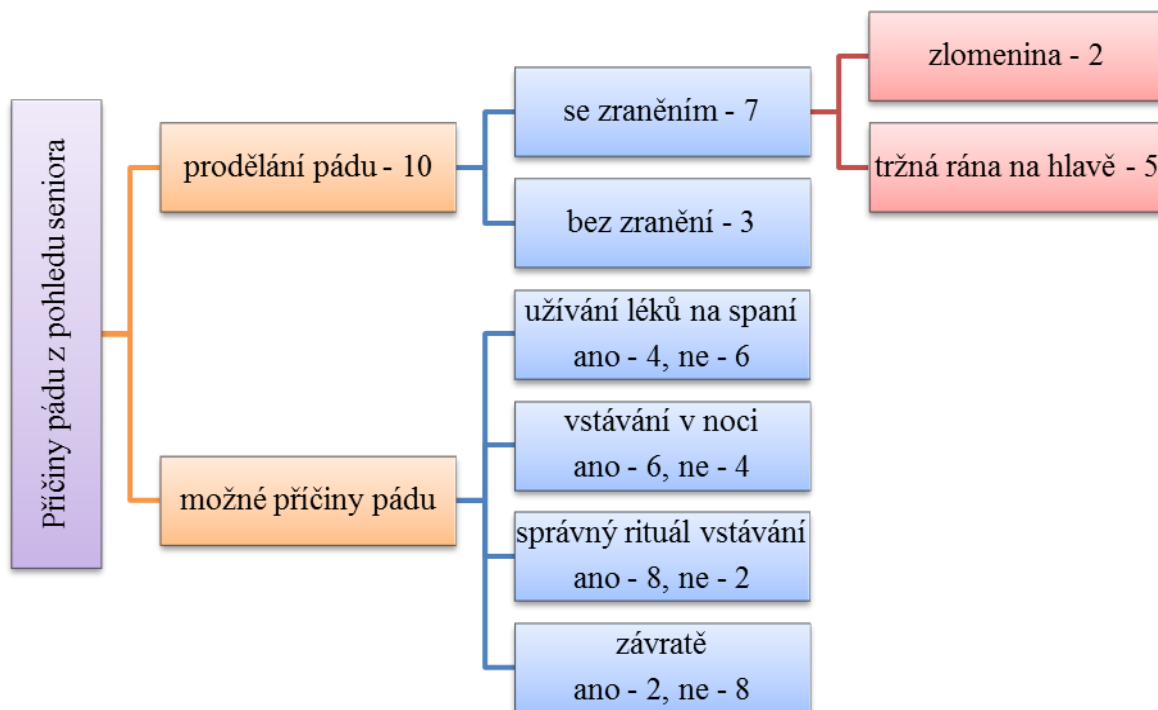 Příčiny pádu z pohledu seniora
prodělání pádu - 10
se zraněním - 7
zlomenina - 2
tržná rána na hlavě - 5
bez zranění - 3
možné příčiny pádu
užívání léků na spaní
ano - 4, ne - 6
vstávání v noci
ano - 6, ne - 4
správný rituál vstávání
ano - 8, ne - 2
závratě
ano - 2, ne - 8